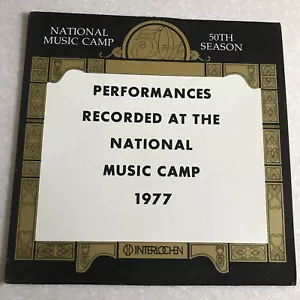 NATIONAL MUSIC CAMP
50TH SEASON
PERFORMANCES
RECORDED AT THE
NATIONAL
MUSIC CAMP
1977
INTERLOCHEN